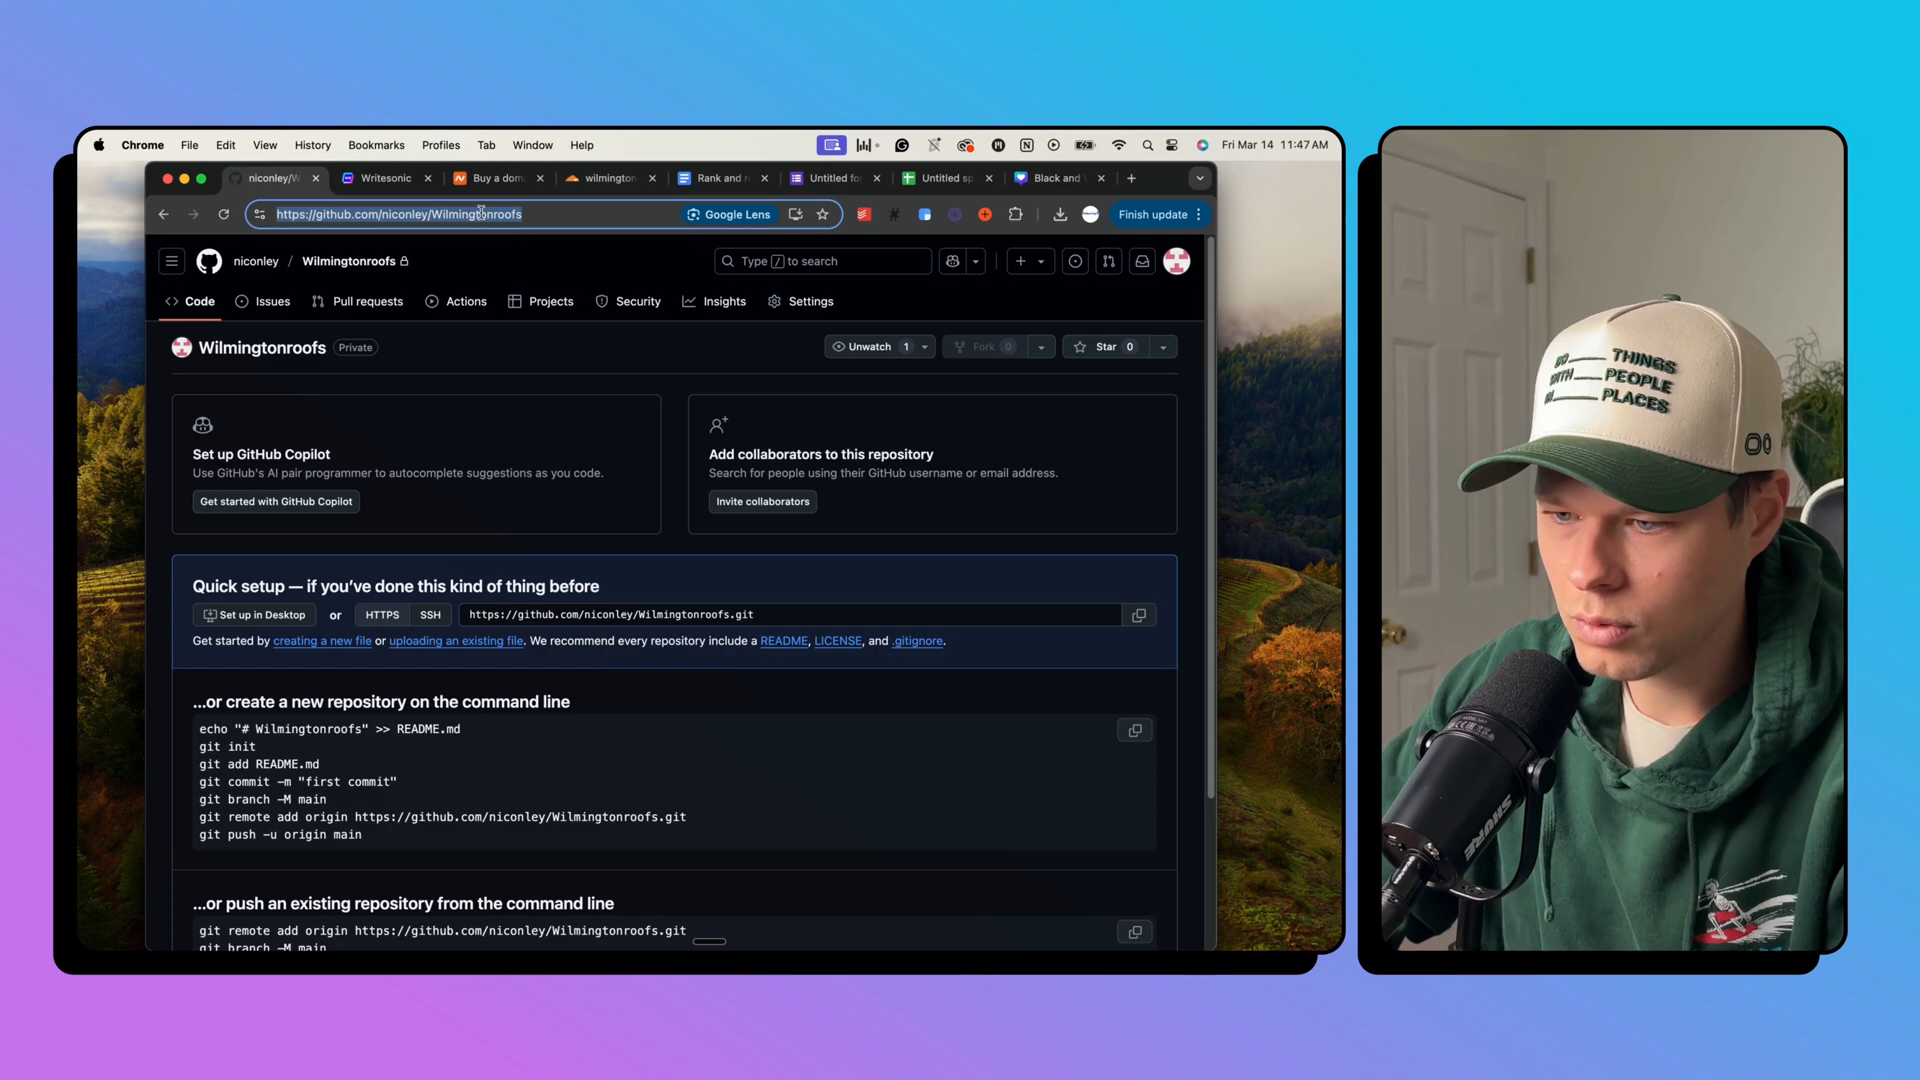 Chrome File Edit View History Bookmarks Profiles Tab Window Help Fri Mar 14 11:47 AM
niconley/W Writesonic Buy a dom wilmington Rank and r Untitled for Untitled sp Black and
https://github.com/niconley/Wilmingtonroofs Google Lens Finish update
niconley / Wilmingtonroofs Type / to search
Code Issues Pull requests Actions Projects Security Insights Settings
Wilmingtonroofs Private Unwatch 1 Fork 0 Star 0
Set up GitHub Copilot
Use GitHub's AI pair programmer to autocomplete suggestions as you code.
Get started with GitHub Copilot
Add collaborators to this repository
Search for people using their GitHub username or email address.
Invite collaborators
Quick setup — if you've done this kind of thing before
Set up in Desktop or HTTPS SSH https://github.com/niconley/Wilmingtonroofs.git
Get started by creating a new file or uploading an existing file. We recommend every repository include a README, LICENSE, and .gitignore.
...or create a new repository on the command line
echo "# Wilmingtonroofs" >> README.md
git init
git add README.md
git commit -m "first commit"
git branch -M main
git remote add origin https://github.com/niconley/Wilmingtonroofs.git
git push -u origin main
...or push an existing repository from the command line
git remote add origin https://github.com/niconley/Wilmingtonroofs.git
git branch -M main
THINGS
WITH PEOPLE
PLACES
SHURE